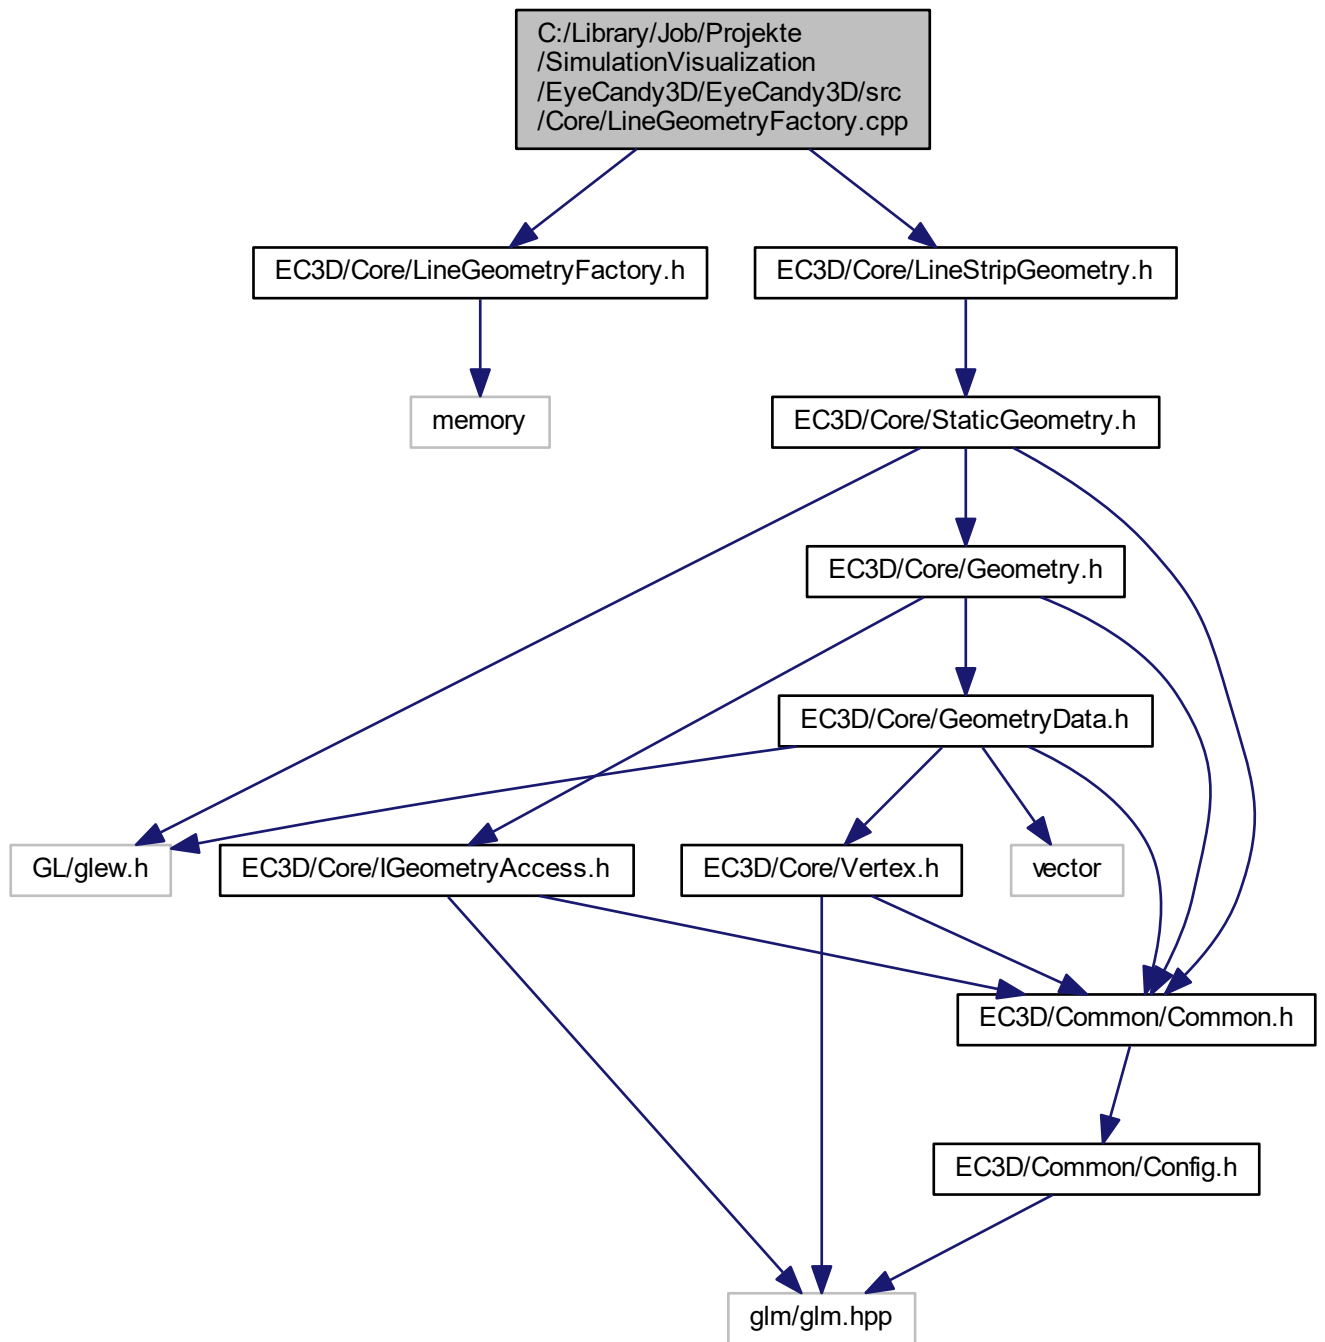 C:/Library/Job/Projekte
/SimulationVisualization
/EyeCandy3D/EyeCandy3D/src
/Core/LineGeometryFactory.cpp
EC3D/Core/LineGeometryFactory.h
EC3D/Core/LineStripGeometry.h
memory
EC3D/Core/StaticGeometry.h
EC3D/Core/Geometry.h
EC3D/Core/GeometryData.h
GL/glew.h
EC3D/Core/IGeometryAccess.h
EC3D/Core/Vertex.h
vector
EC3D/Common/Common.h
EC3D/Common/Config.h
glm/glm.hpp